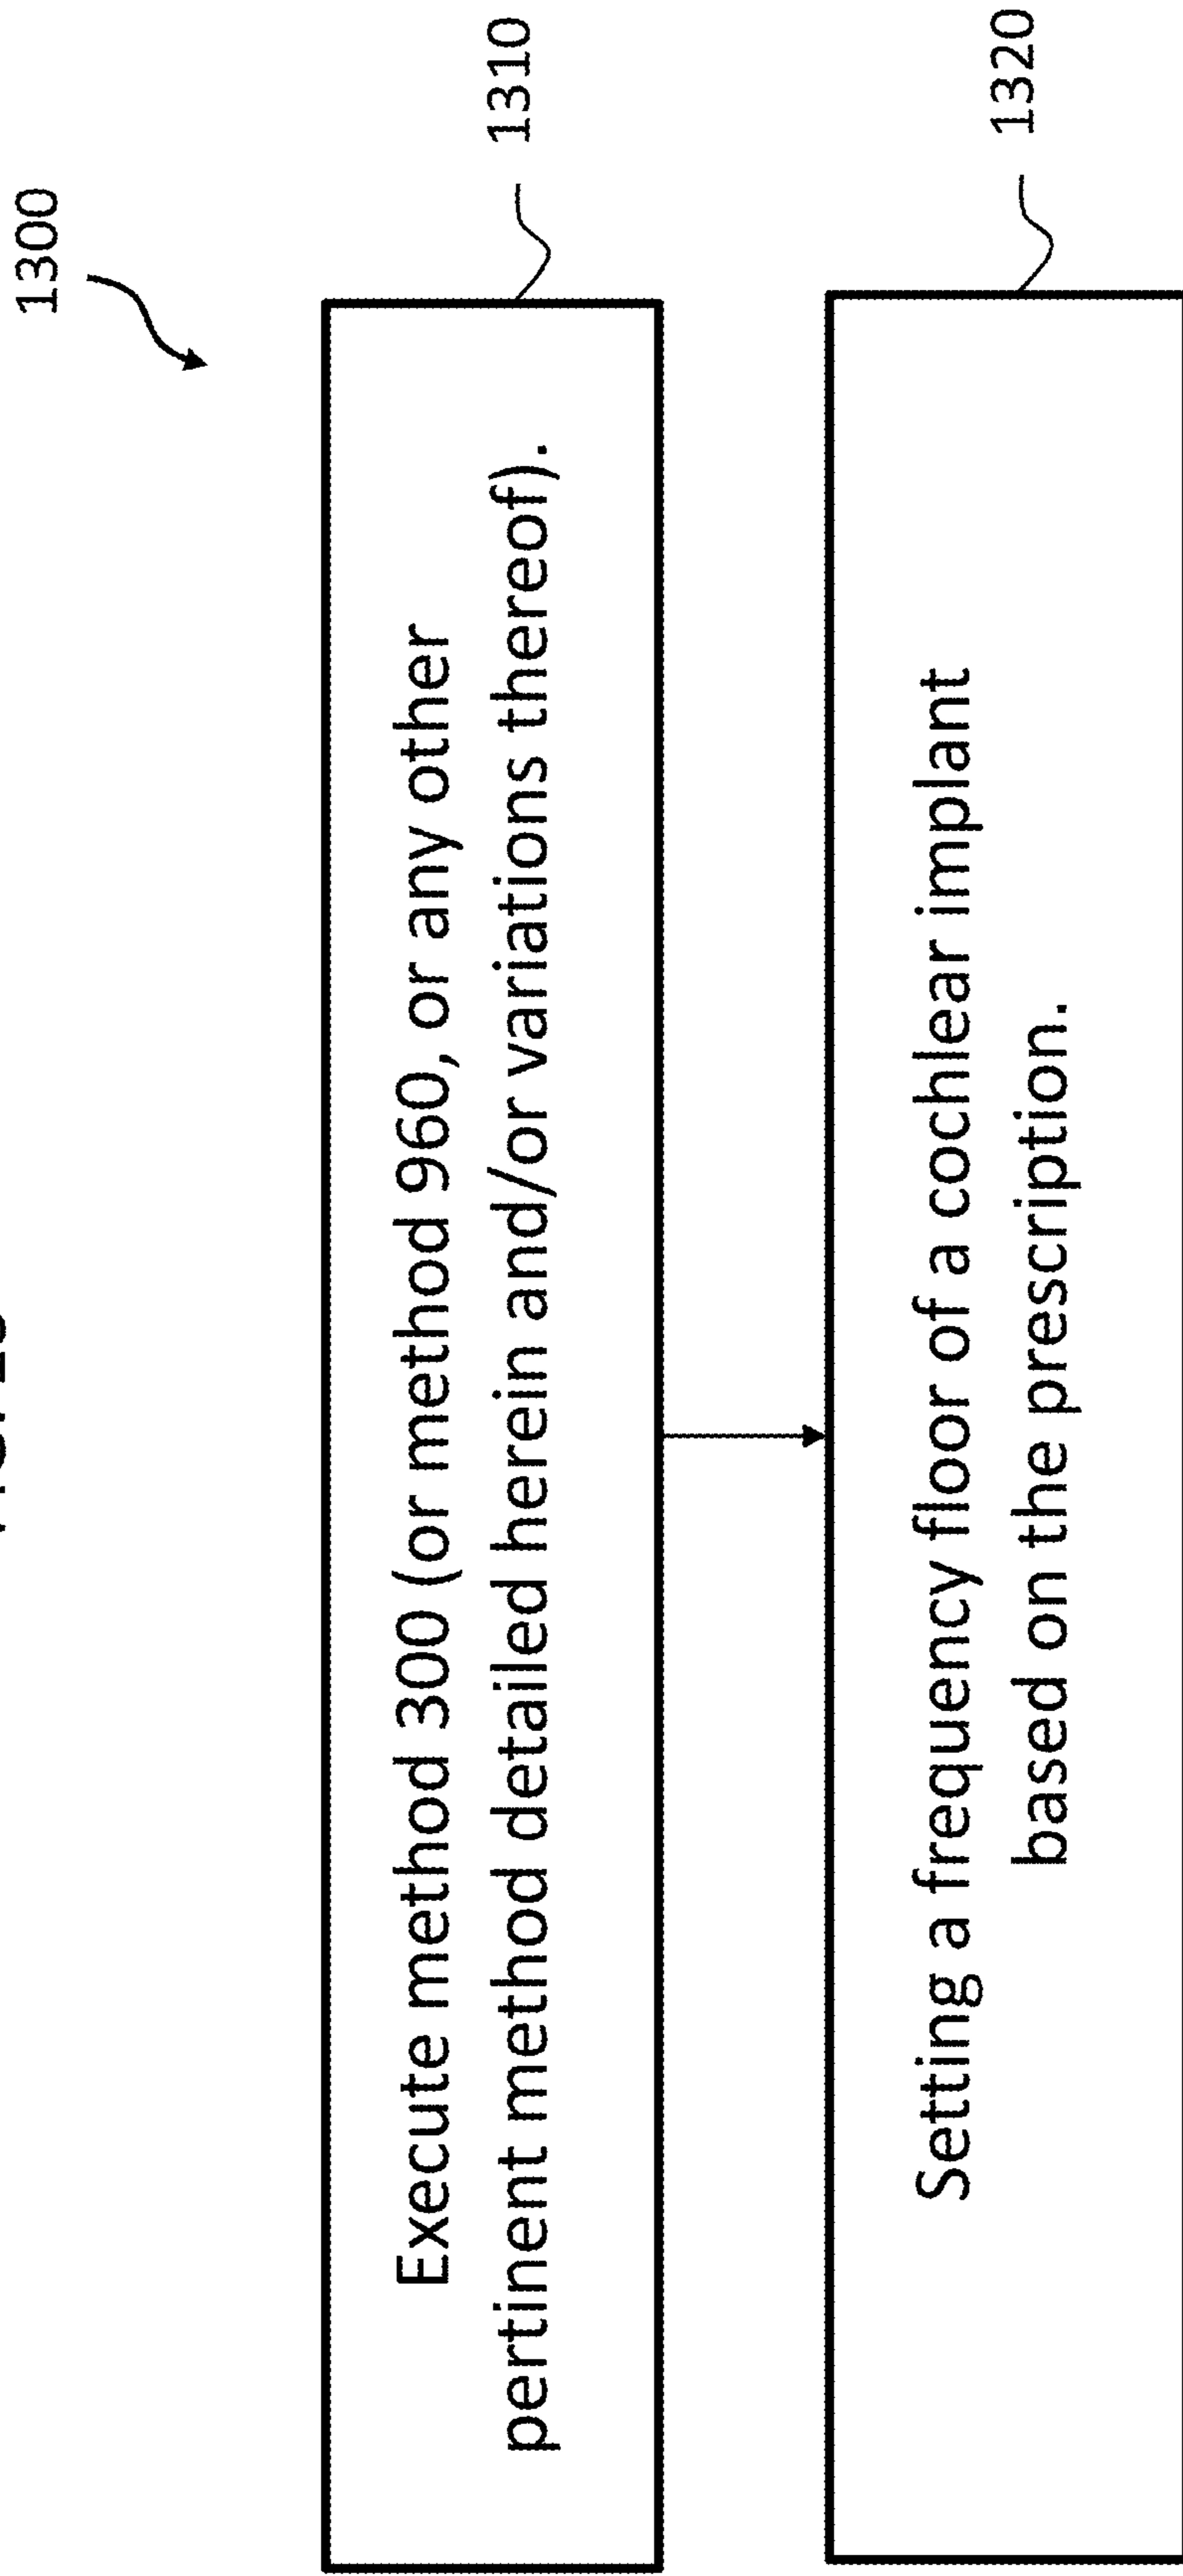 1300
Execute method 300 (or method 960, or any other
pertinent method detailed herein and/or variations thereof).
1310
Setting a frequency floor of a cochlear implant
based on the prescription.
1320